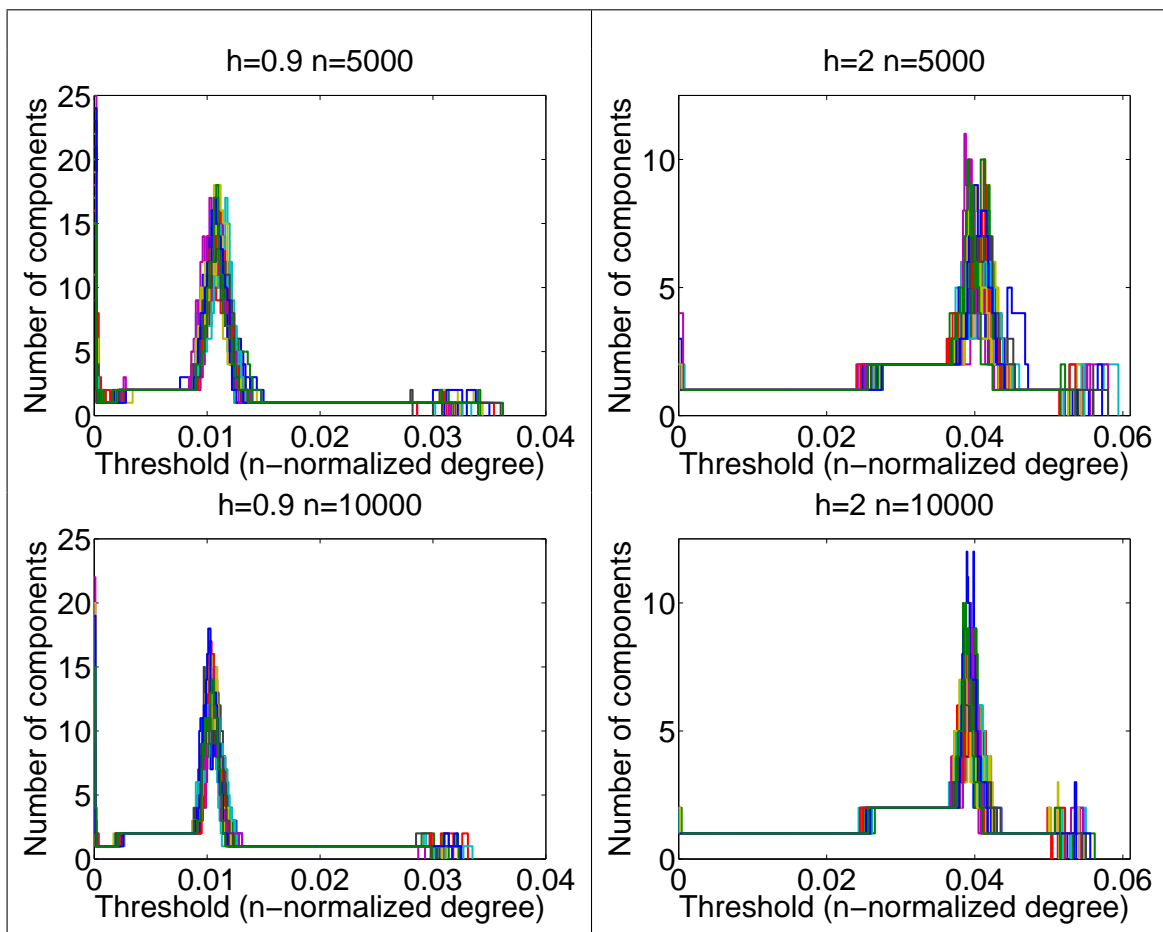 h=0.9 n=5000
25
20
15
10
5
0
Number of components
0 0.01 0.02 0.03 0.04
Threshold (n−normalized degree)
h=2 n=5000
10
5
0
Number of components
0 0.02 0.04 0.06
Threshold (n−normalized degree)
h=0.9 n=10000
25
20
15
10
5
0
Number of components
0 0.01 0.02 0.03 0.04
Threshold (n−normalized degree)
h=2 n=10000
10
5
0
Number of components
0 0.02 0.04 0.06
Threshold (n−normalized degree)